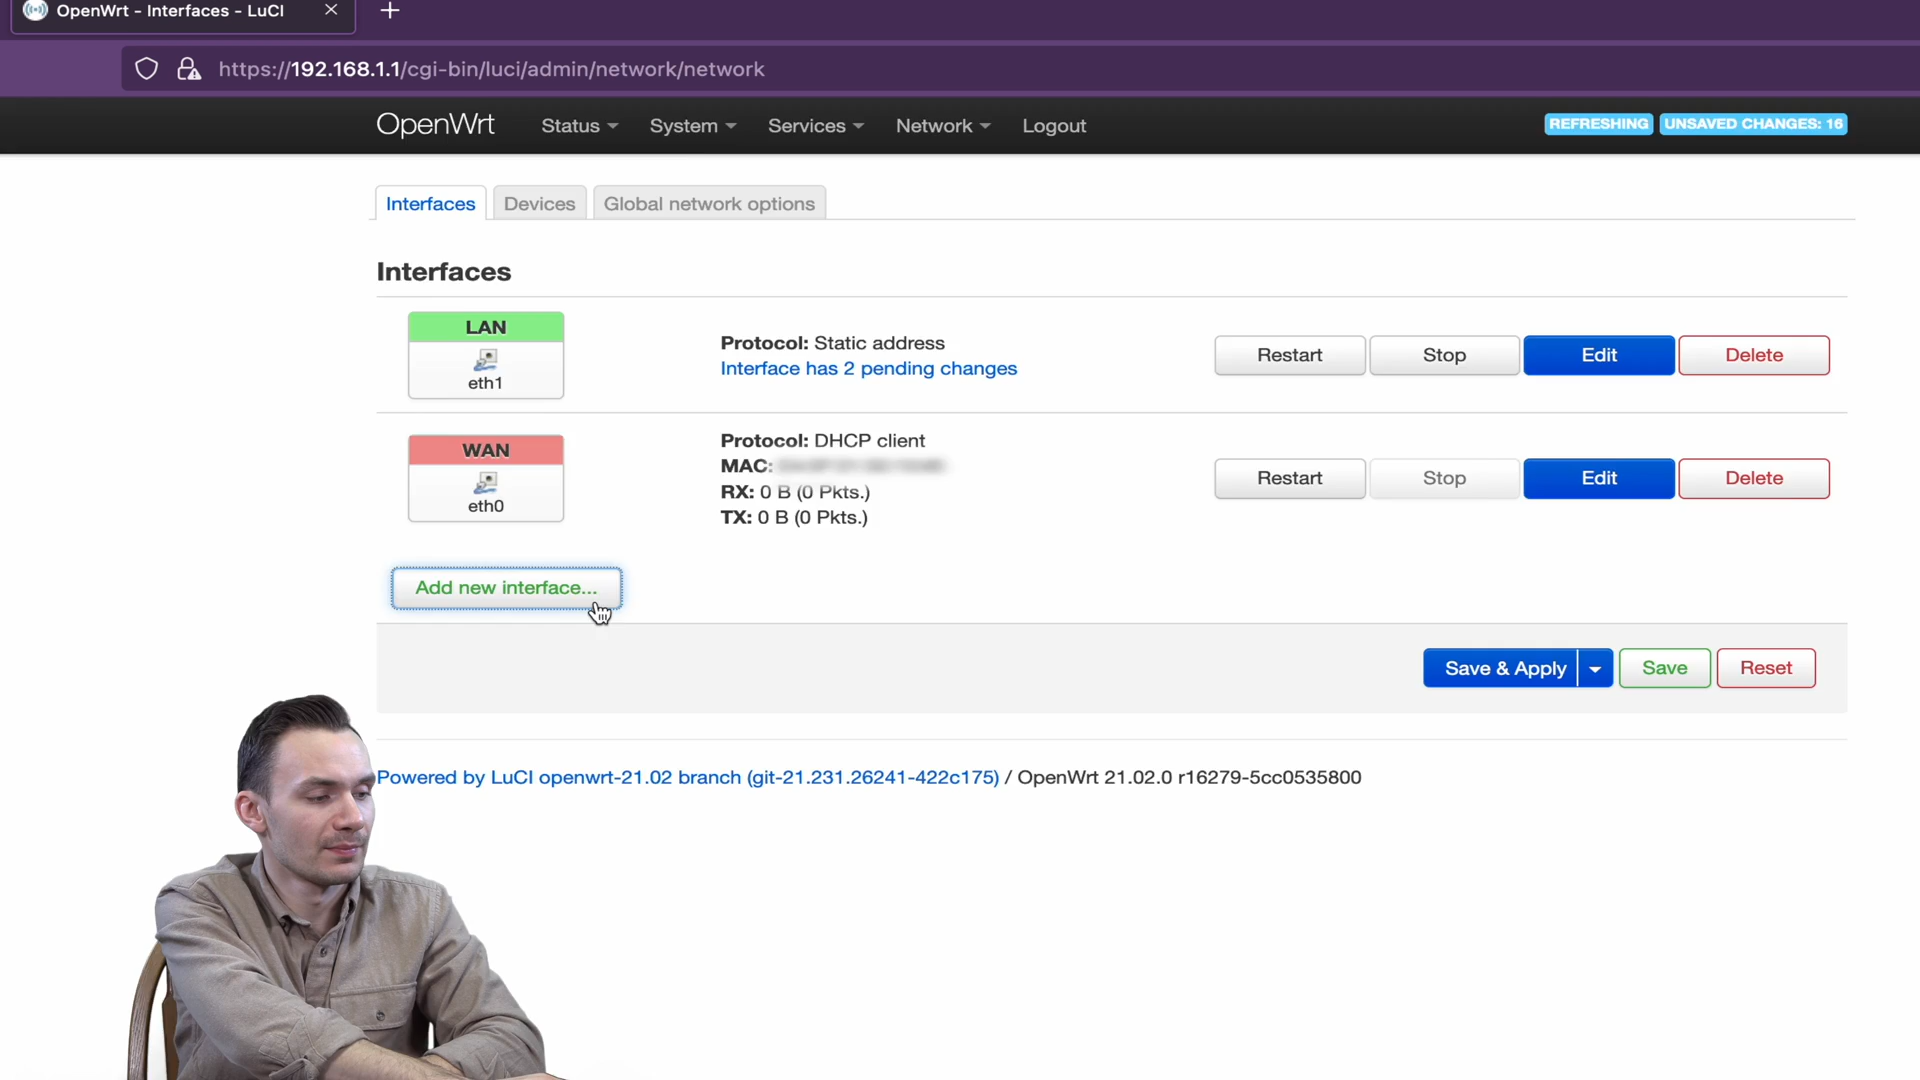 OpenWrt - Interfaces - LuCI
https://192.168.1.1/cgi-bin/luci/admin/network/network
OpenWrt Status System Services Network Logout REFRESHING UNSAVED CHANGES: 16
Interfaces Devices Global network options
Interfaces
LAN
eth1
Protocol: Static address
Interface has 2 pending changes
Restart Stop Edit Delete
WAN
eth0
Protocol: DHCP client
MAC:
RX: 0 B (0 Pkts.)
TX: 0 B (0 Pkts.)
Restart Stop Edit Delete
Add new interface...
Save & Apply Save Reset
Powered by LuCI openwrt-21.02 branch (git-21.231.26241-422c175) / OpenWrt 21.02.0 r16279-5cc0535800